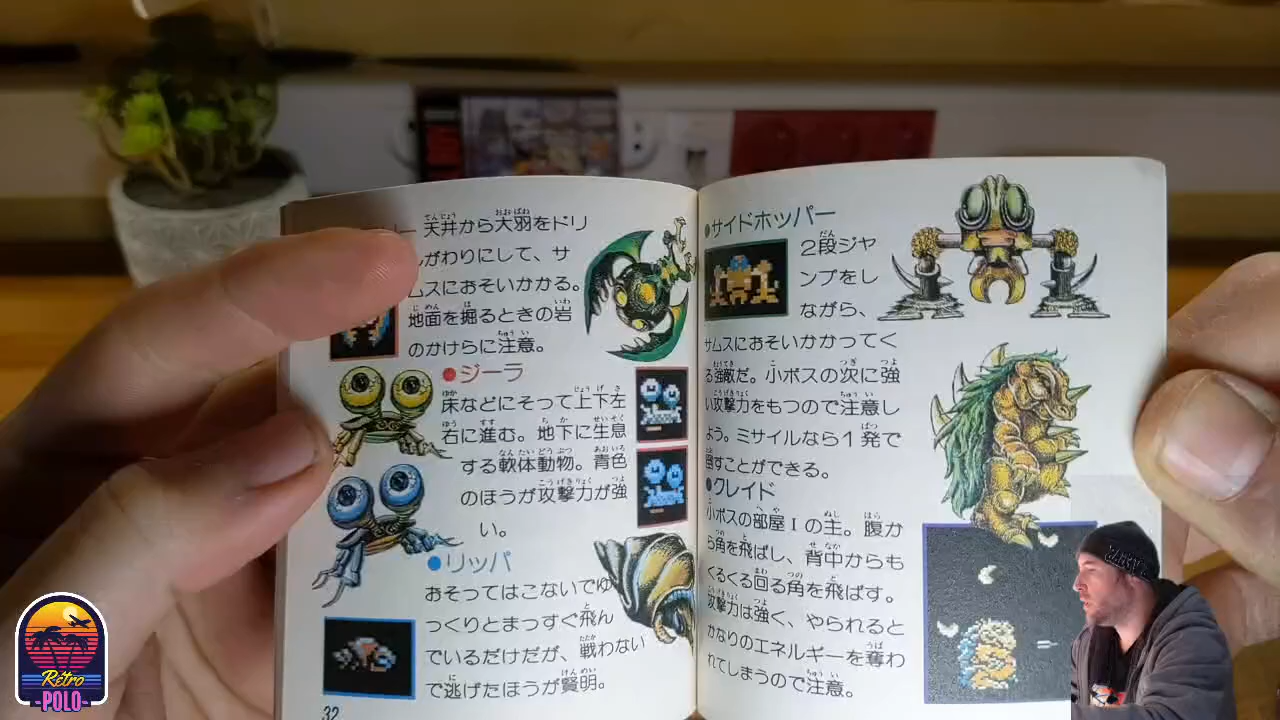 ー 天井から大羽をドリ
がわりにして、サ
ムスにおそいかかる。
地面を掘るときの岩
のかけらに注意。
●ジーラ
床などにそって上下左
右に進む。地下に生息
する軟体動物。青色
のほうが攻撃力が強
い。
●リッパ
おそってはこないでゆ
っくりとまっすぐ飛ん
でいるだけだが、戦わない
で逃げたほうが賢明。
32
●サイドホッパー
2段ジャ
ンプをし
ながら、
サムスにおそいかかってく
る強敵だ。小ボスの次に強
い攻撃力をもつので注意し
よう。ミサイルなら1発で
倒すことができる。
●クレイド
小ボスの部屋Ⅰの主。腹か
ら角を飛ばし、背中からも
くるくる回る角を飛ばす。
攻撃力は強く、やられると
かなりのエネルギーを奪わ
れてしまうので注意。
Rétro
POLO